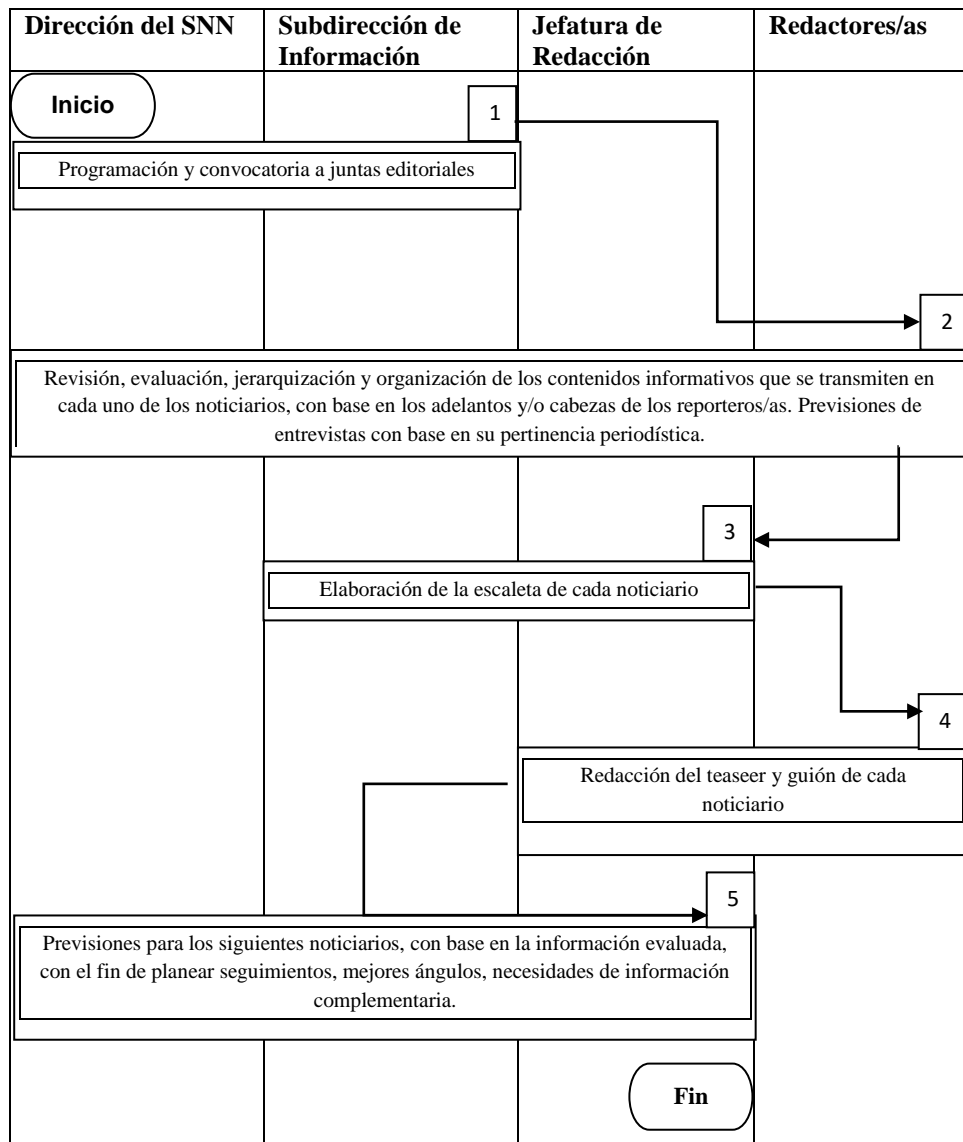 Dirección del SNN
Subdirección de
Información
Jefatura de
Redacción
Redactores/as
Inicio
1
Programación y convocatoria a juntas editoriales
2
Revisión, evaluación, jerarquización y organización de los contenidos informativos que se transmiten en
cada uno de los noticiarios, con base en los adelantos y/o cabezas de los reporteros/as. Previsiones de
entrevistas con base en su pertinencia periodística.
3
Elaboración de la escaleta de cada noticiario
4
Redacción del teaseer y guión de cada
noticiario
5
Previsiones para los siguientes noticiarios, con base en la información evaluada,
con el fin de planear seguimientos, mejores ángulos, necesidades de información
complementaria.
Fin